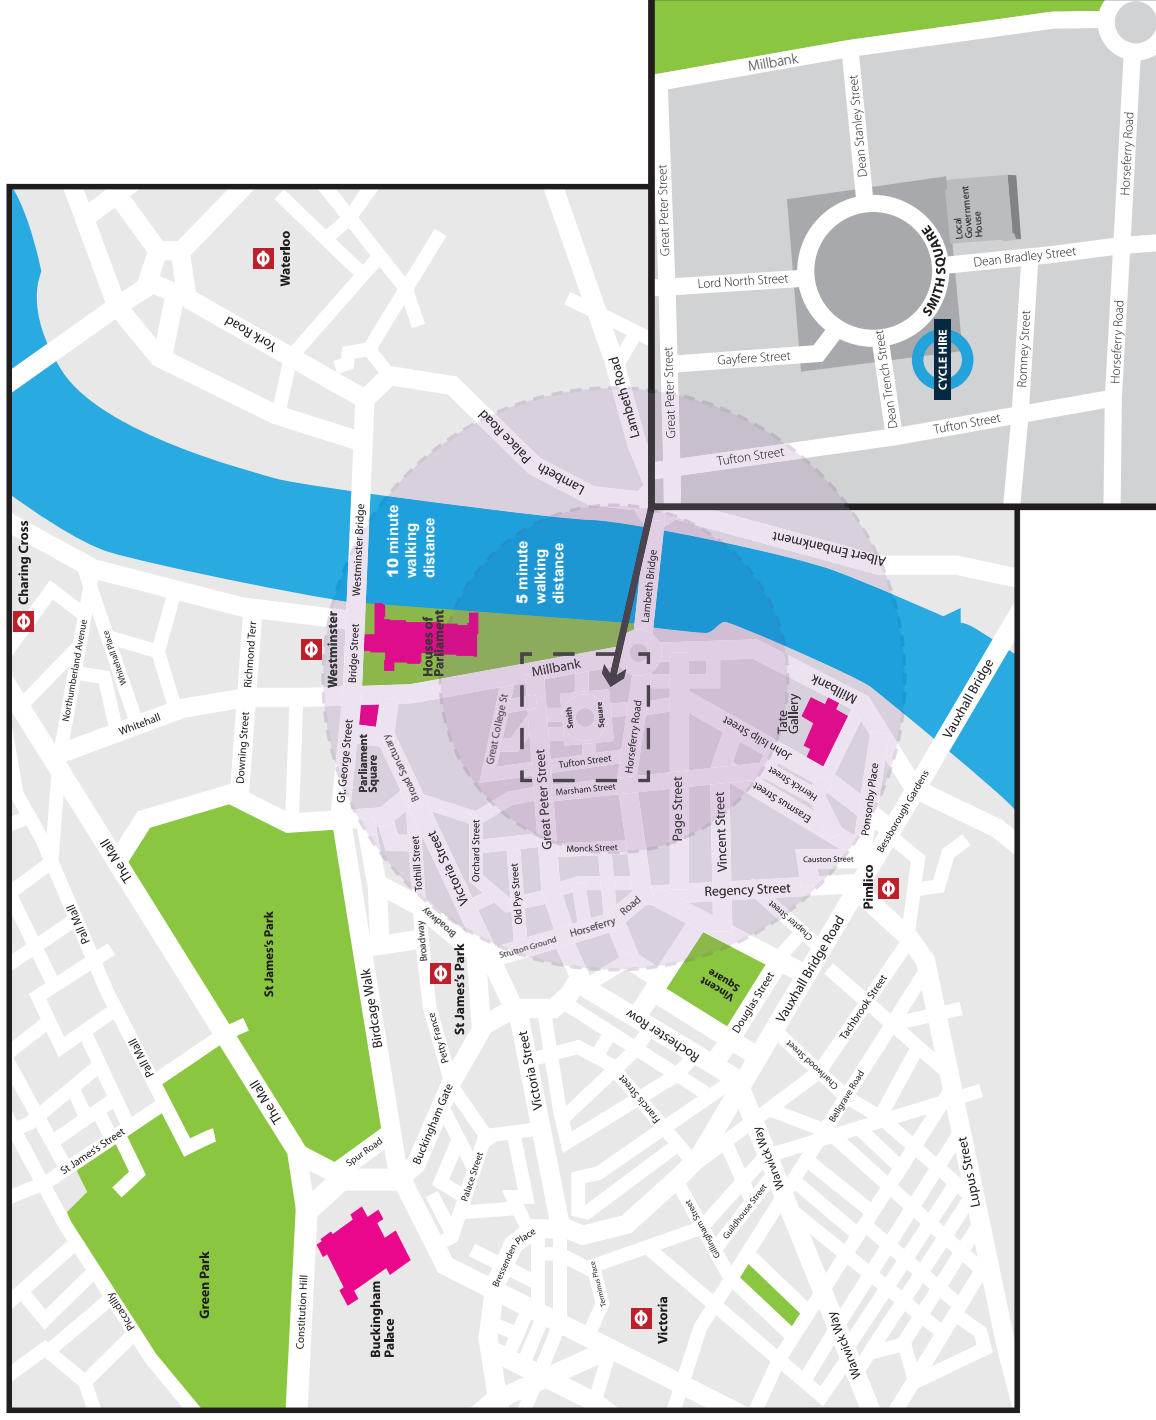 Millbank
Great Peter Street
Dean Stanley Street
Horseferry Road
Local
Government
House
SMITH SQUARE
Dean Bradley Street
Lord North Street
Gayfere Street
Great Peter Street
Dean Trench Street
CYCLE HIRE
Romney Street
Horseferry Road
Tufton Street
Tufton Street
Waterloo
York Road
Lambeth Road
Lambeth
Palace Road
Albert Embankment
Charing Cross
Westminster Bridge
10 minute
walking
distance
5 minute
walking
distance
Lambeth Bridge
Northumberland Avenue
Whitehall Place
Richmond Terr
Westminster
Bridge Street
Houses of
Parliament
Millbank
Millbank
Vauxhall Bridge
Whitehall
Downing Street
Gt. George Street
Parliament
Square
Broad Sanctuary
Great College St
Smith
Square
Tufton Street
Horseferry Road
John Islip Street
Tate
Gallery
Great Peter Street
Marsham Street
Page Street
Vincent Street
Herrick Street
Erasmus Street
Ponsonby Place
Bessborough Gardens
The Mall
Tothill Street
Victoria Street
Orchard Street
Monck Street
Old Pye Street
Causton Street
Regency Street
Pimlico
Pall Mall
St James's Park
Birdcage Walk
Broadway
Broadway
St James's Park
Strutton Ground
Horseferry
Road
Chapter Street
Vauxhall Bridge Road
Vincent
Square
Douglas Street
Tachbrook Street
Pall Mall
The Mall
Petty France
Victoria Street
Rochester Row
Charlwood Street
Bellgrave Road
St James's Street
Spur Road
Buckingham Gate
Palace Street
Francis Street
Warwick Way
Lupus Street
Gillingham Street
Guildhouse Street
Green Park
Piccadilly
Constitution Hill
Buckingham
Palace
Bressenden Place
Terminus Place
Victoria
Warwick Way